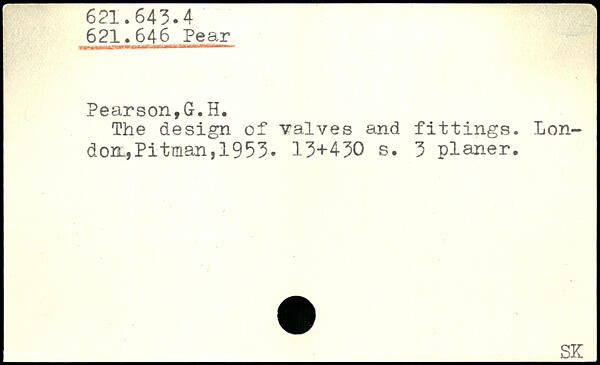 621.643.4
621.646 Pear
Pearson,G.H.
The design of valves and fittings. Lon-
don,Pitman,1953. 13+430 s. 3 planer.
SK